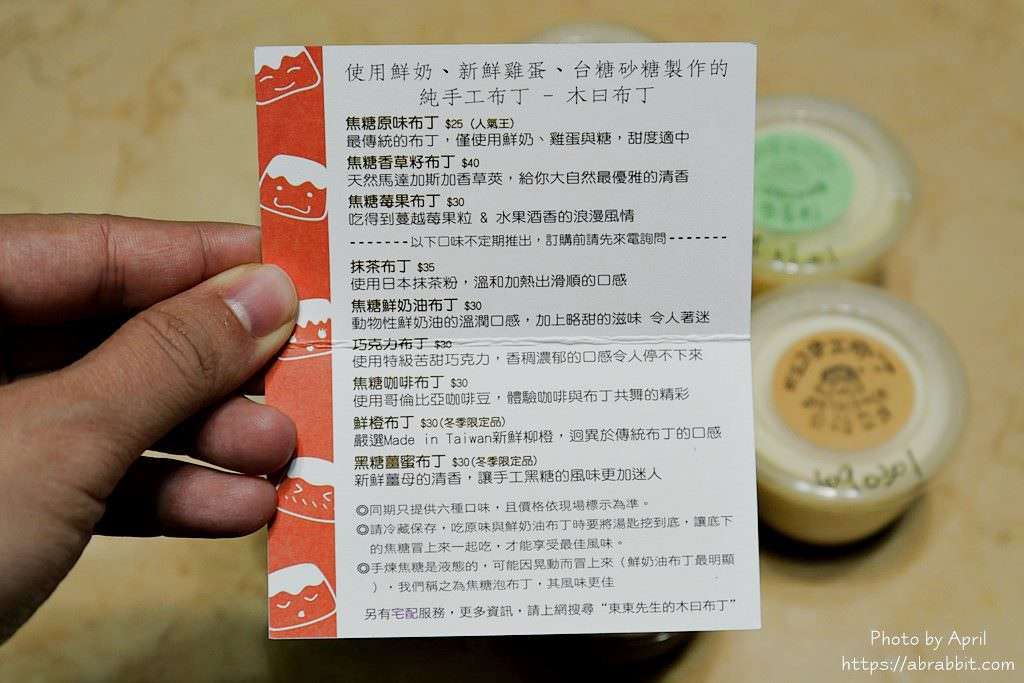 使用鮮奶、新鮮雞蛋、台糖砂糖製作的
純手工布丁 – 木曰布丁
焦糖原味布丁 $25 (人氣王)
最傳統的布丁，僅使用鮮奶、雞蛋與糖，甜度適中
焦糖香草籽布丁 $40
天然馬達加斯加香草莢，給你大自然最優雅的清香
焦糖莓果布丁 $30
吃得到蔓越莓果粒 & 水果酒香的浪漫風情
-------以下口味不定期推出，訂購前請先來電詢問-------
抹茶布丁 $35
使用日本抹茶粉，溫和加熱出滑順的口感
焦糖鮮奶油布丁 $30
動物性鮮奶油的溫潤口感，加上略甜的滋味 令人著迷
巧克力布丁 $30
使用特級苦甜巧克力，香稠濃郁的口感令人停不下來
焦糖咖啡布丁 $30
使用哥倫比亞咖啡豆，體驗咖啡與布丁共舞的精彩
鮮橙布丁 $30(冬季限定品)
嚴選Made in Taiwan新鮮柳橙，迥異於傳統布丁的口感
黑糖薑蜜布丁 $30(冬季限定品)
新鮮薑母的清香，讓手工黑糖的風味更加迷人
◎同期只提供六種口味，且價格依現場標示為準。
◎請冷藏保存，吃原味與鮮奶油布丁時要將湯匙挖到底，讓底下
的焦糖冒上來一起吃，才能享受最佳風味。
◎手煉焦糖是液態的，可能因晃動而冒上來（鮮奶油布丁最明顯
），我們稱之為焦糖泡布丁，其風味更佳
另有宅配服務，更多資訊，請上網搜尋“東東先生的木曰布丁”
Photo by April
https://abrabbit.com